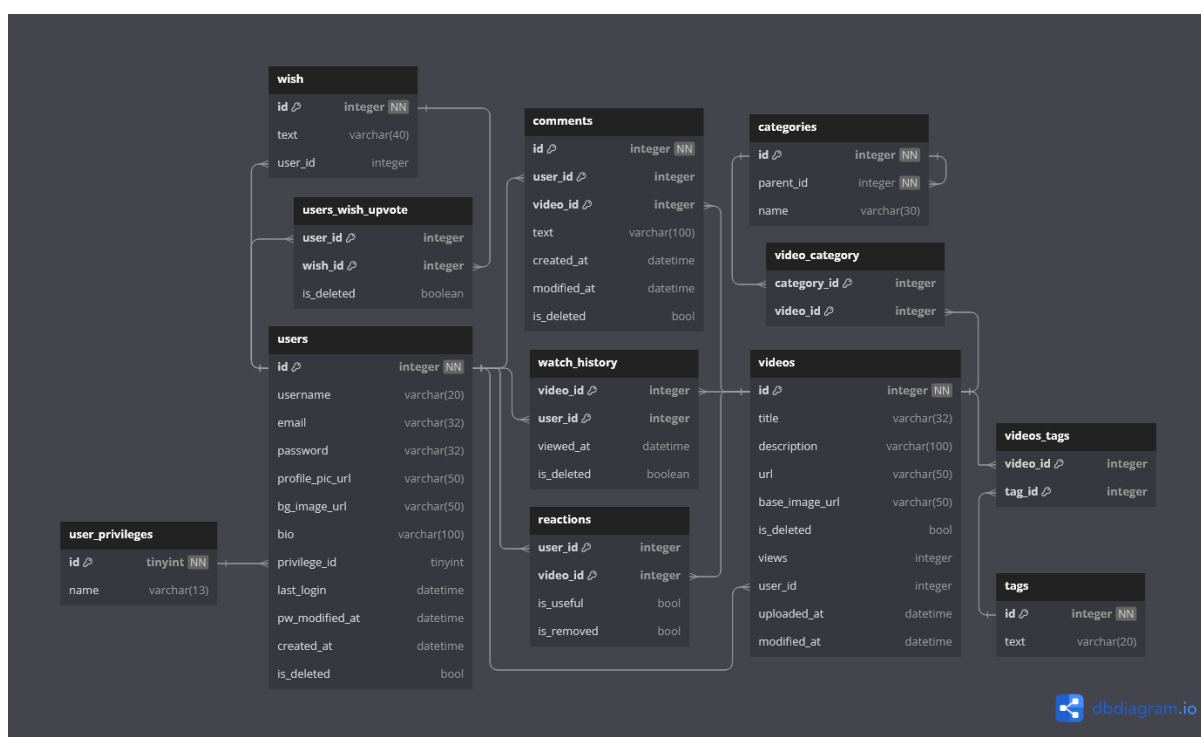 wish
id integer NN
text varchar(40)
user_id integer
users_wish_upvote
user_id integer
wish_id integer
is_deleted boolean
users
id integer NN
username varchar(20)
email varchar(32)
password varchar(32)
profile_pic_url varchar(50)
bg_image_url varchar(50)
bio varchar(100)
privilege_id tinyint
last_login datetime
pw_modified_at datetime
created_at datetime
is_deleted bool
user_privileges
id tinyint NN
name varchar(13)
comments
id integer NN
user_id integer
video_id integer
text varchar(100)
created_at datetime
modified_at datetime
is_deleted bool
watch_history
video_id integer
user_id integer
viewed_at datetime
is_deleted boolean
reactions
user_id integer
video_id integer
is_useful bool
is_removed bool
categories
id integer NN
parent_id integer NN
name varchar(30)
video_category
category_id integer
video_id integer
videos
id integer NN
title varchar(32)
description varchar(100)
url varchar(50)
base_image_url varchar(50)
is_deleted bool
views integer
user_id integer
uploaded_at datetime
modified_at datetime
videos_tags
video_id integer
tag_id integer
tags
id integer NN
text varchar(20)
dbdiagram.io